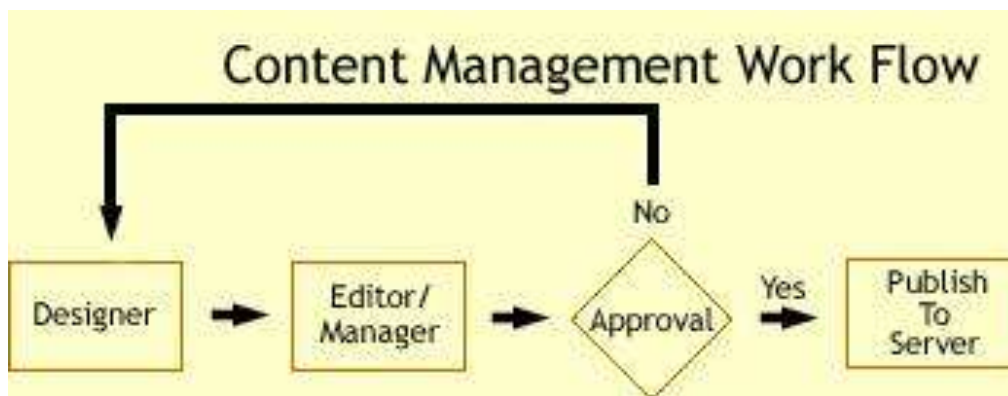 Content Management Work Flow
No
Designer
Editor/
Manager
Approval
Yes
Publish
To
Server